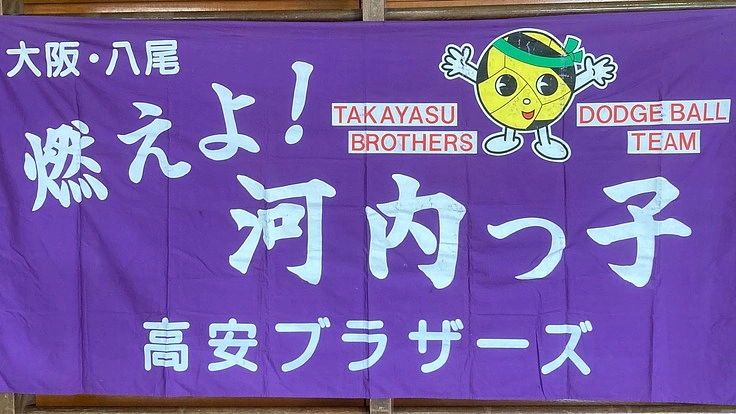 大阪・八尾
燃えよ！
TAKAYASU
BROTHERS
DODGE BALL
TEAM
河内っ子
高安ブラザーズ